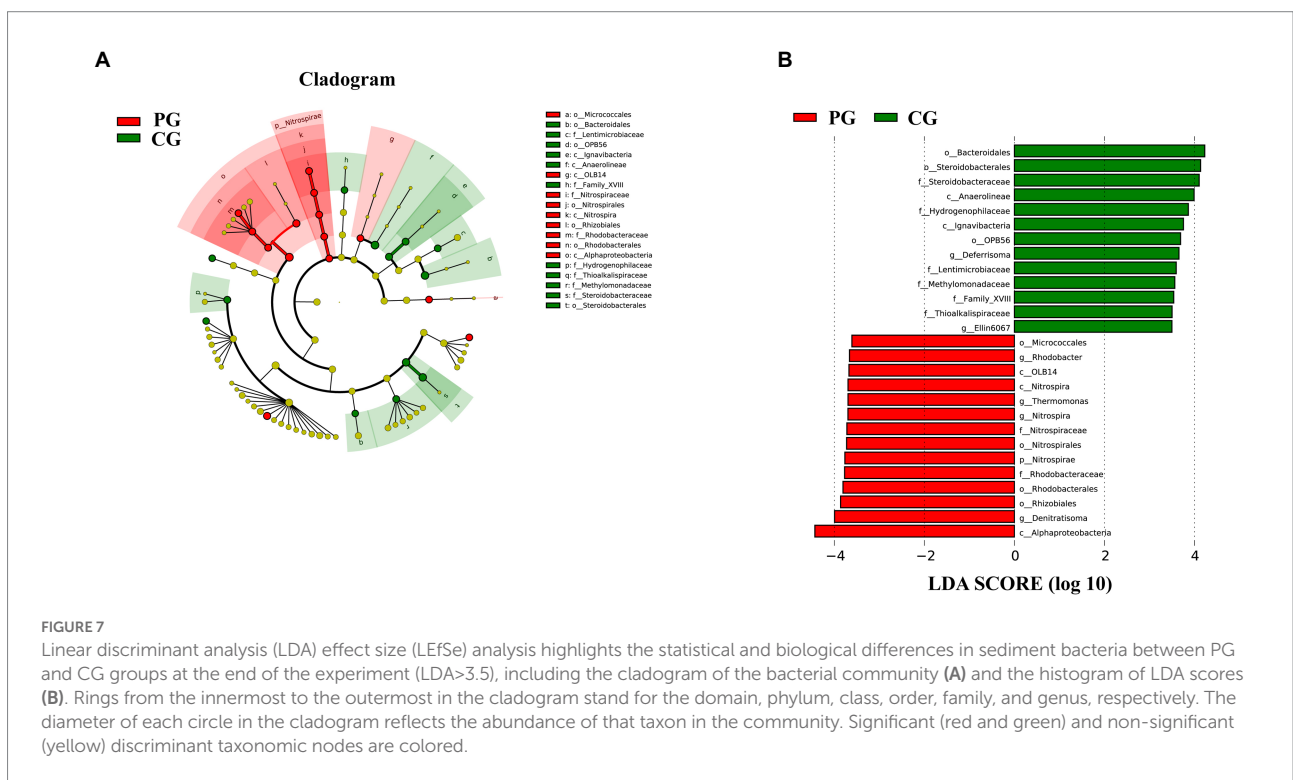 A
Cladogram
PG
CG
p__Nitrospirae
k
j
i
l
o
n
m
h
g
f
e
b
c
q
a
p
s
t
r
q
a: o__Micrococcales
b: o__Bacteroidales
c: f__Lentimicrobiaceae
d: o__OPB56
e: c__Ignavibacteria
f: c__Anaerolineae
g: c__OLB14
h: f__Family_XVIII
i: f__Nitrospiraceae
j: o__Nitrospirales
k: c__Nitrospira
l: o__Rhizobiales
m: f__Rhodobacteraceae
n: o__Rhodobacterales
o: c__Alphaproteobacteria
p: f__Hydrogenophilaceae
q: f__Thioalkalispiraceae
r: f__Methylomonadaceae
s: f__Steroidobacteraceae
t: o__Steroidobacterales
B
PG CG
o__Bacteroidales
o__Steroidobacterales
f__Steroidobacteraceae
c__Anaerolineae
f__Hydrogenophilaceae
c__Ignavibacteria
o__OPB56
g__Deferrisoma
f__Lentimicrobiaceae
f__Methylomonadaceae
f__Family_XVIII
f__Thioalkalispiraceae
g__Ellin6067
o__Micrococcales
g__Rhodobacter
c__OLB14
c__Nitrospira
g__Thermomonas
g__Nitrospira
f__Nitrospiraceae
o__Nitrospirales
p__Nitrospirae
f__Rhodobacteraceae
o__Rhodobacterales
o__Rhizobiales
g__Denitratisoma
c__Alphaproteobacteria
−4 −2 0 2 4
LDA SCORE (log 10)
FIGURE 7
Linear discriminant analysis (LDA) effect size (LEfSe) analysis highlights the statistical and biological differences in sediment bacteria between PG
and CG groups at the end of the experiment (LDA>3.5), including the cladogram of the bacterial community (A) and the histogram of LDA scores
(B). Rings from the innermost to the outermost in the cladogram stand for the domain, phylum, class, order, family, and genus, respectively. The
diameter of each circle in the cladogram reflects the abundance of that taxon in the community. Significant (red and green) and non-significant
(yellow) discriminant taxonomic nodes are colored.